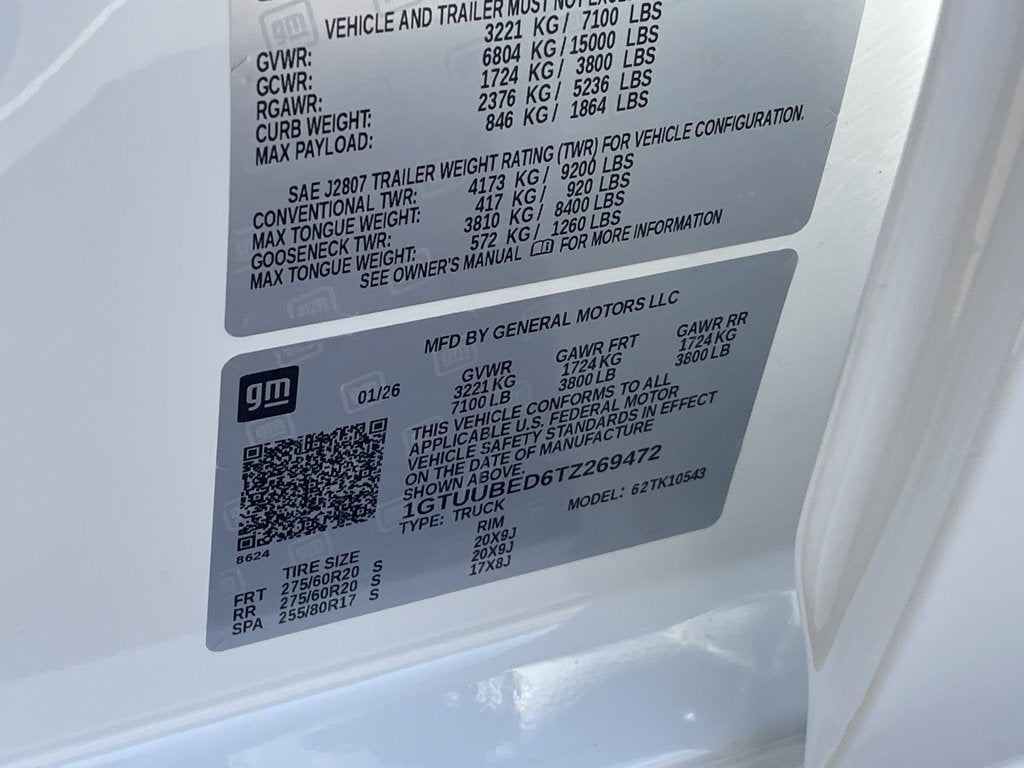 VEHICLE AND TRAILER MUST NOT
GVWR: 3221 KG/ 7100 LBS
GCWR: 6804 KG/15000 LBS
RGAWR: 1724 KG/ 3800 LBS
CURB WEIGHT: 2376 KG/ 5236 LBS
MAX PAYLOAD: 846 KG/ 1864 LBS
SAE J2807 TRAILER WEIGHT RATING (TWR) FOR VEHICLE CONFIGURATION.
CONVENTIONAL TWR: 4173 KG/ 9200 LBS
MAX TONGUE WEIGHT: 417 KG/ 920 LBS
GOOSENECK TWR: 3810 KG/ 8400 LBS
MAX TONGUE WEIGHT: 572 KG/ 1260 LBS
SEE OWNER'S MANUAL FOR MORE INFORMATION
MFD BY GENERAL MOTORS LLC
gm
01/26 GVWR GAWR FRT GAWR RR
3221 KG 1724 KG 1724 KG
7100 LB 3800 LB 3800 LB
THIS VEHICLE CONFORMS TO ALL
APPLICABLE U.S. FEDERAL MOTOR
VEHICLE SAFETY STANDARDS IN EFFECT
ON THE DATE OF MANUFACTURE
SHOWN ABOVE.
1GTUUBED6TZ269472
TYPE: TRUCK MODEL: 62TK10543
8624
TIRE SIZE RIM
FRT 275/60R20 S 20X9J
RR 275/60R20 S 20X9J
SPA 255/80R17 S 17X8J